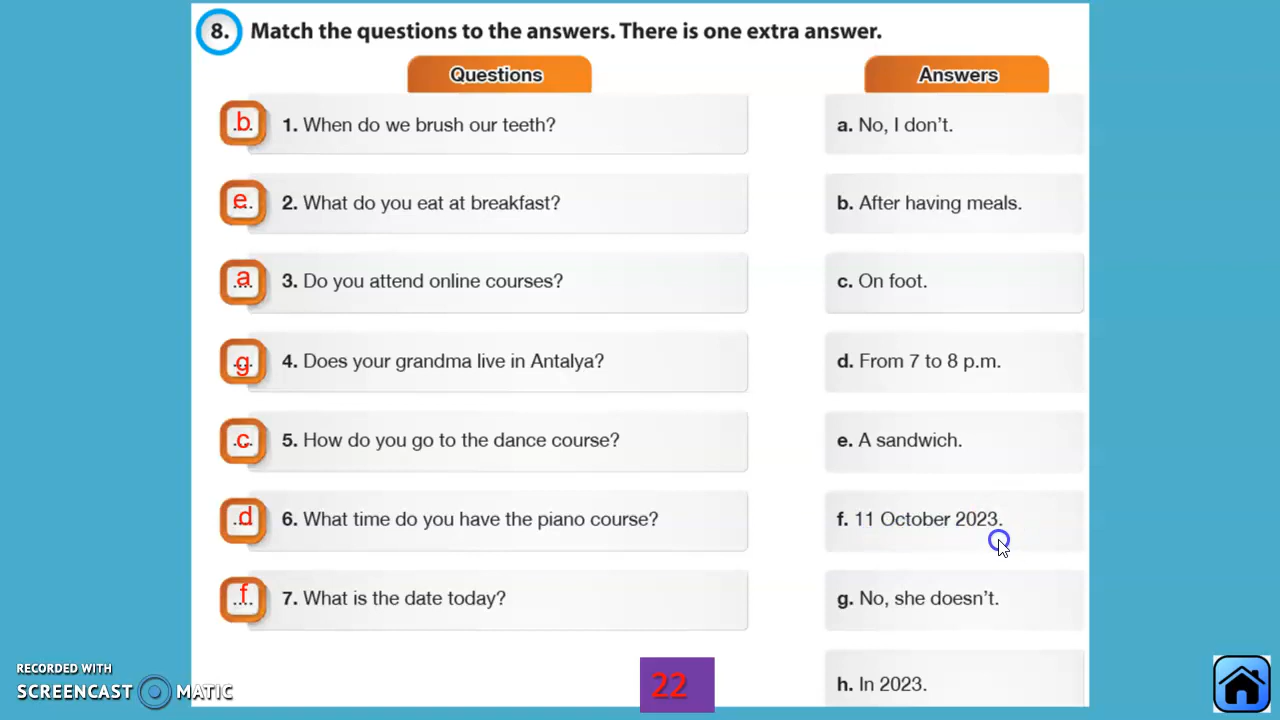 8. Match the questions to the answers. There is one extra answer.
Questions
Answers
b 1. When do we brush our teeth?
a. No, I don't.
e 2. What do you eat at breakfast?
b. After having meals.
a 3. Do you attend online courses?
c. On foot.
g 4. Does your grandma live in Antalya?
d. From 7 to 8 p.m.
c 5. How do you go to the dance course?
e. A sandwich.
d 6. What time do you have the piano course?
f. 11 October 2023.
f 7. What is the date today?
g. No, she doesn't.
h. In 2023.
22
RECORDED WITH
SCREENCAST MATIC